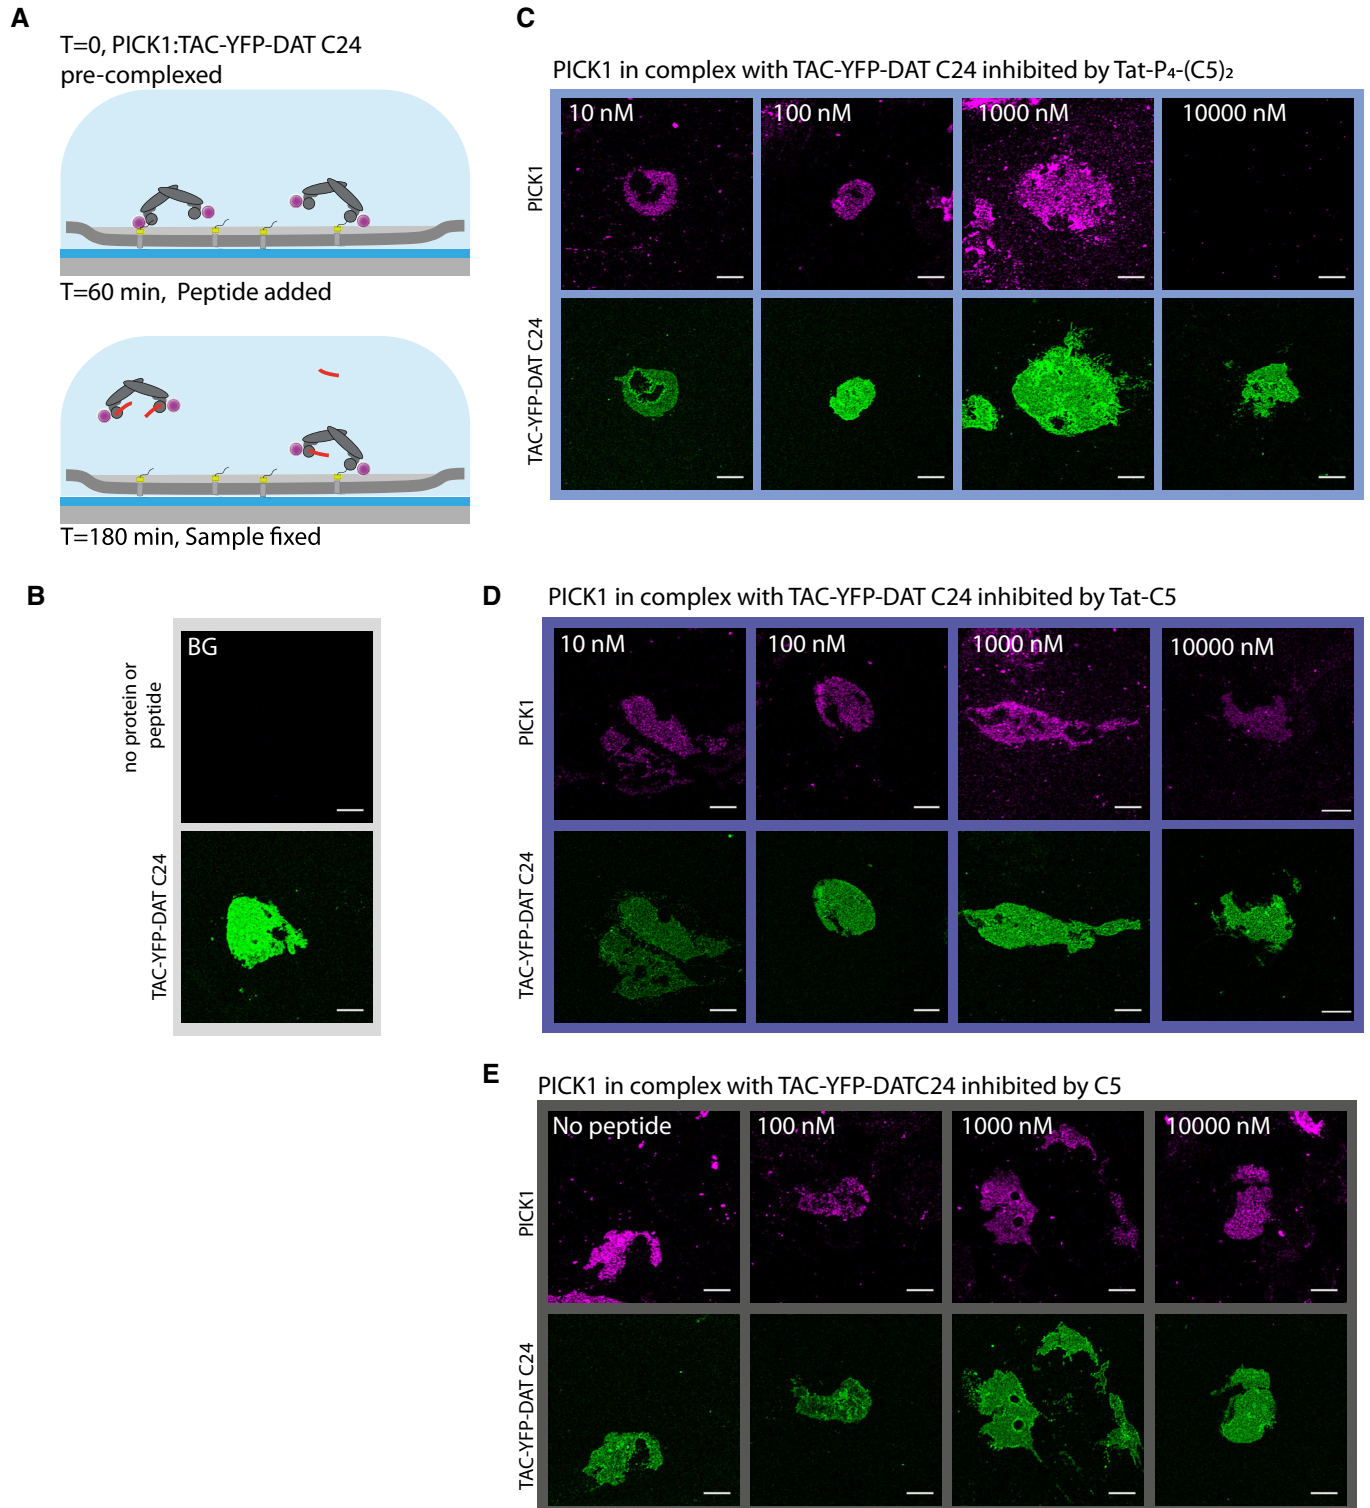 A
T=0, PICK1:TAC-YFP-DAT C24
pre-complexed
T=60 min, Peptide added
T=180 min, Sample fixed
B
no protein or
peptide
BG
TAC-YFP-DAT C24
C
PICK1 in complex with TAC-YFP-DAT C24 inhibited by Tat-P₄-(C5)₂
PICK1
10 nM
100 nM
1000 nM
10000 nM
TAC-YFP-DAT C24
D
PICK1 in complex with TAC-YFP-DAT C24 inhibited by Tat-C5
PICK1
10 nM
100 nM
1000 nM
10000 nM
TAC-YFP-DAT C24
E
PICK1 in complex with TAC-YFP-DATC24 inhibited by C5
PICK1
No peptide
100 nM
1000 nM
10000 nM
TAC-YFP-DAT C24